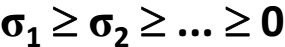 σ₁ ≥ σ₂ ≥ ... ≥ 0